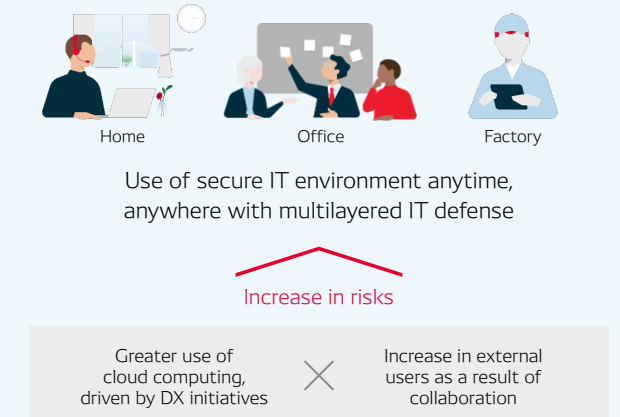 Home
Office
Factory
Use of secure IT environment anytime,
anywhere with multilayered IT defense
Increase in risks
Greater use of
cloud computing,
driven by DX initiatives
Increase in external
users as a result of
collaboration